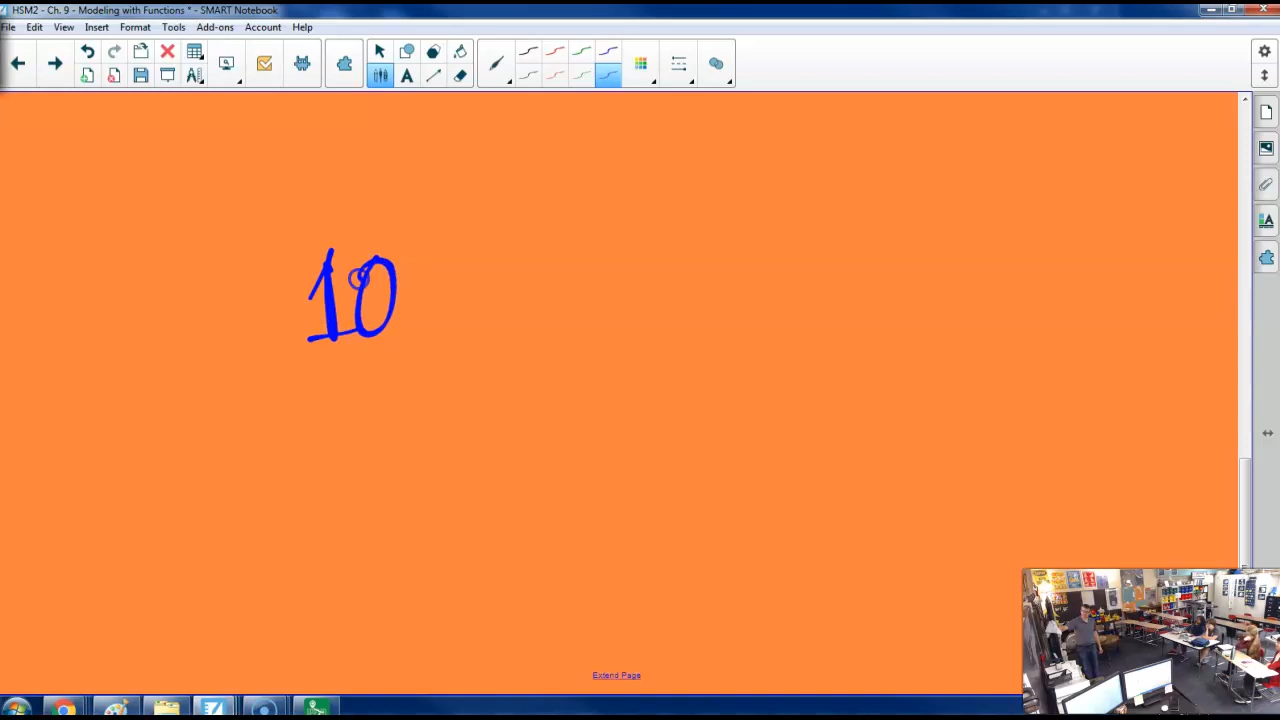 HSM2 - Ch. 9 - Modeling with Functions * - SMART Notebook
File Edit View Insert Format Tools Add-ons Account Help
10
Extend Page